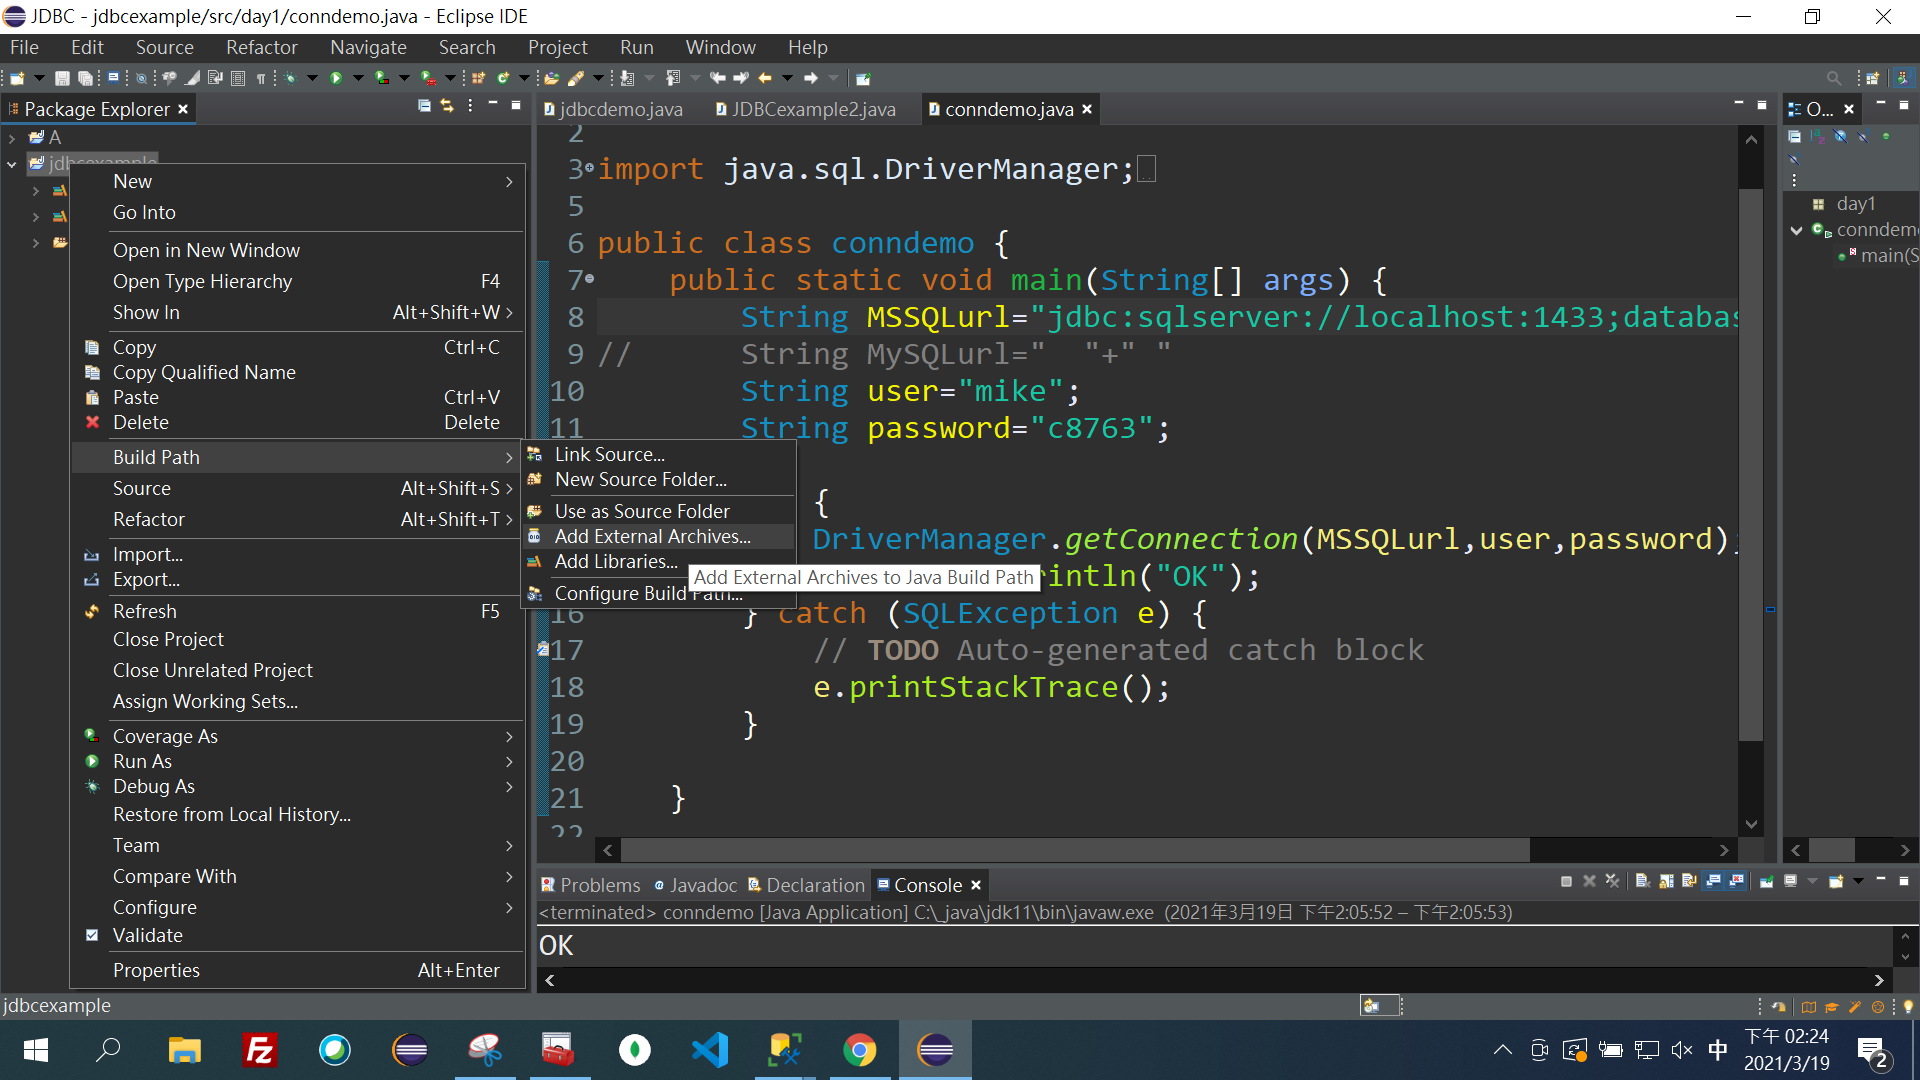 JDBC - jdbcexample/src/day1/conndemo.java - Eclipse IDE
File Edit Source Refactor Navigate Search Project Run Window Help
Package Explorer
A
jdbcexample
New
Go Into
Open in New Window
Open Type Hierarchy F4
Show In Alt+Shift+W
Copy Ctrl+C
Copy Qualified Name
Paste Ctrl+V
Delete Delete
Build Path
Source Alt+Shift+S
Refactor Alt+Shift+T
Import...
Export...
Refresh F5
Close Project
Close Unrelated Project
Assign Working Sets...
Coverage As
Run As
Debug As
Restore from Local History...
Team
Compare With
Configure
Validate
Properties Alt+Enter
Link Source...
New Source Folder...
Use as Source Folder
Add External Archives...
Add Libraries...
Configure Build Path...
Add External Archives to Java Build Path
jdbcdemo.java JDBCexample2.java conndemo.java
2
3 import java.sql.DriverManager;
5
6 public class conndemo {
7 public static void main(String[] args) {
8 String MSSQLurl="jdbc:sqlserver://localhost:1433;databas
9 // String MySQLurl=" "+" "
10 String user="mike";
11 String password="c8763";
{
DriverManager.getConnection(MSSQLurl,user,password);
rintln("OK");
16 } catch (SQLException e) {
17 // TODO Auto-generated catch block
18 e.printStackTrace();
19 }
20
21 }
22
O...
day1
conndemo
main(S
Problems Javadoc Declaration Console
<terminated> conndemo [Java Application] C:\_java\jdk11\bin\javaw.exe (2021年3月19日 下午2:05:52 – 下午2:05:53)
OK
jdbcexample
Fz
中
下午 02:24
2021/3/19
2